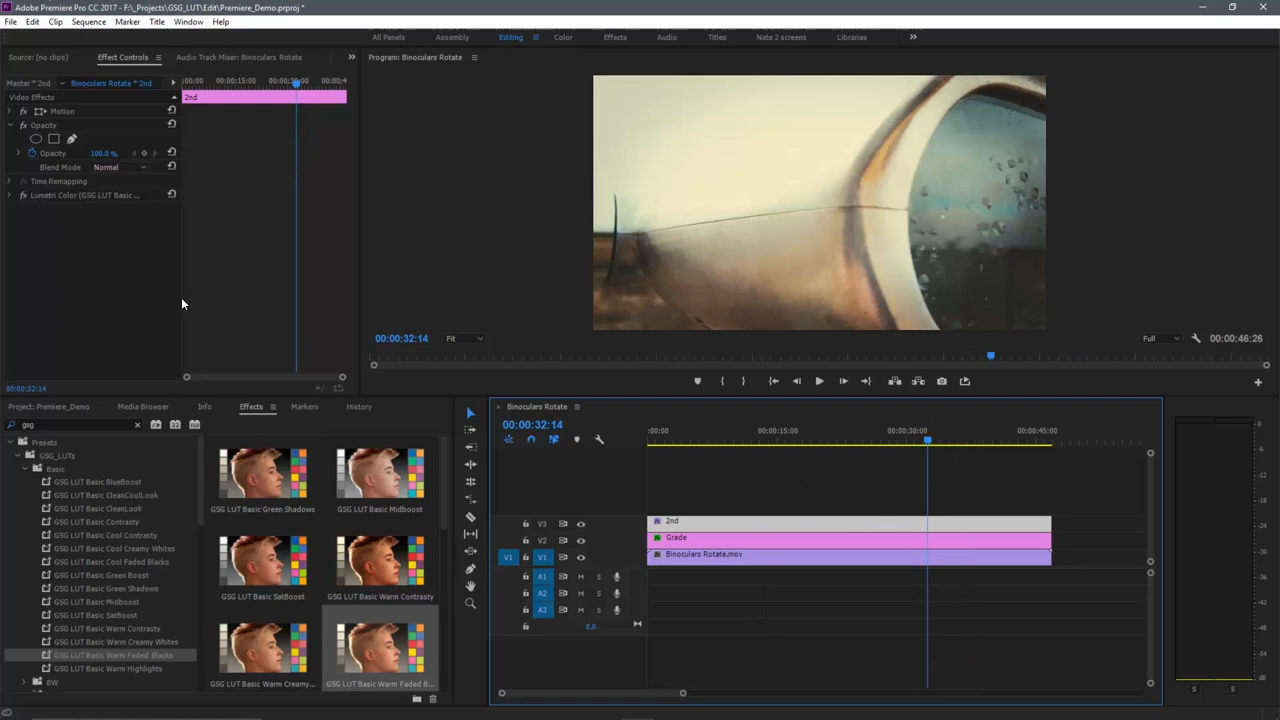 Adobe Premiere Pro CC 2017 - F:\_Projects\GSG_LUT\Edit\Premiere_Demo.prproj *
File Edit Clip Sequence Marker Title Window Help
All Panels Assembly Editing Color Effects Audio Titles Nate 2 screens Libraries
Source: (no clips) Effect Controls Audio Track Mixer: Binoculars Rotate
Program: Binoculars Rotate
Master * 2nd Binoculars Rotate * 2nd
:00:00 00:00:15:00 00:00:30:00 00:00:4
Video Effects
2nd
fx Motion
fx Opacity
Opacity 100.0 %
Blend Mode Normal
Time Remapping
fx Lumetri Color (GSG LUT Basic ...
00:00:32:14 Fit Full 00:00:46:26
00:00:32:14
Project: Premiere_Demo Media Browser Info Effects Markers History
gsg
Presets
GSG_LUTs
Basic
GSG LUT Basic BlueBoost
GSG LUT Basic CleanCoolLook
GSG LUT Basic CleanLook
GSG LUT Basic Contrasty
GSG LUT Basic Cool Contrasty
GSG LUT Basic Cool Creamy Whites
GSG LUT Basic Cool Faded Blacks
GSG LUT Basic Green Boost
GSG LUT Basic Green Shadows
GSG LUT Basic Midboost
GSG LUT Basic SatBoost
GSG LUT Basic Warm Contrasty
GSG LUT Basic Warm Creamy Whites
GSG LUT Basic Warm Faded Blacks
GSG LUT Basic Warm Highlights
BW
GSG LUT Basic Green Shadows GSG LUT Basic Midboost
GSG LUT Basic SatBoost GSG LUT Basic Warm Contrasty
GSG LUT Basic Warm Creamy... GSG LUT Basic Warm Faded B...
Binoculars Rotate
00:00:32:14
:00:00 00:00:15:00 00:00:30:00 00:00:45:00
V3 2nd
V2 Grade
V1 V1 Binoculars Rotate.mov
A1 M S
A2 M S
A3 M S
0.0
S S